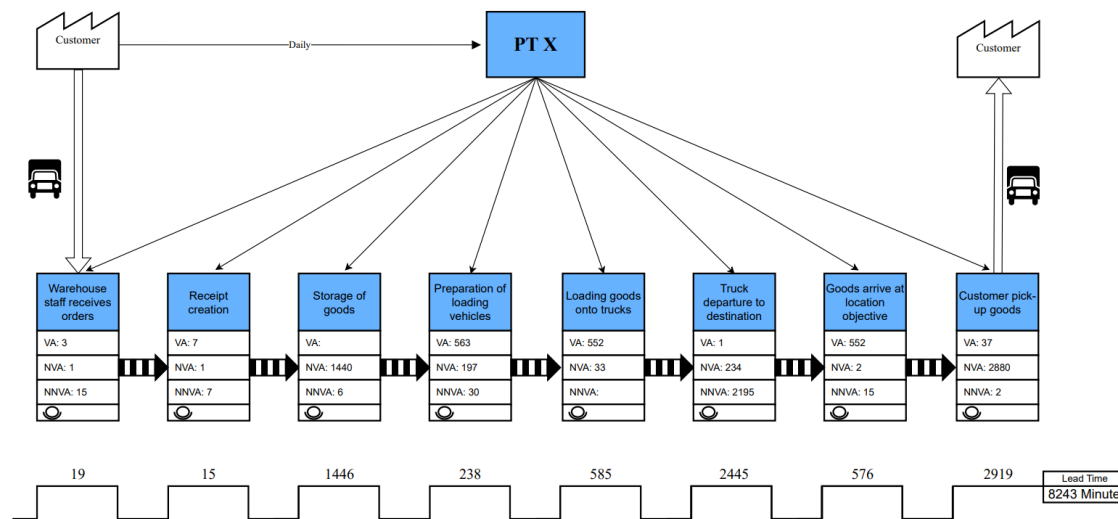 Customer
Daily
PT X
Customer
Warehouse
staff receives
orders
VA: 3
NVA: 1
NNVA: 15
Receipt
creation
VA: 7
NVA: 1
NNVA: 7
Storage of
goods
VA:
NVA: 1440
NNVA: 6
Preparation of
loading
vehicles
VA: 563
NVA: 197
NNVA: 30
Loading goods
onto trucks
VA: 552
NVA: 33
NNVA:
Truck
departure to
destination
VA: 1
NVA: 234
NNVA: 2195
Goods arrive at
location
objective
VA: 552
NVA: 2
NNVA: 15
Customer pick-
up goods
VA: 37
NVA: 2880
NNVA: 2
19
15
1446
238
585
2445
576
2919
Lead Time
8243 Minute